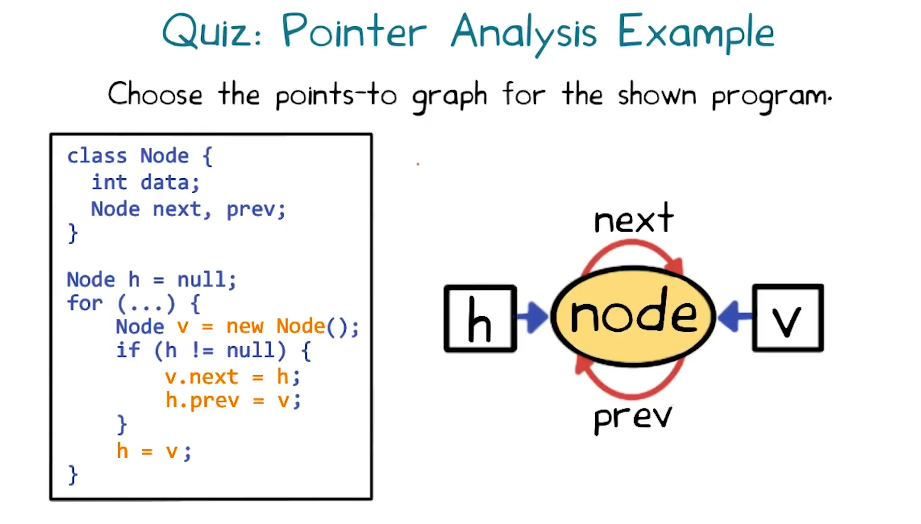 Quiz: Pointer Analysis Example
Choose the points-to graph for the shown program.
class Node {
int data;
Node next, prev;
}
Node h = null;
for (...) {
Node v = new Node();
if (h != null) {
v.next = h;
h.prev = v;
}
h = v;
}
next
h
node
v
prev